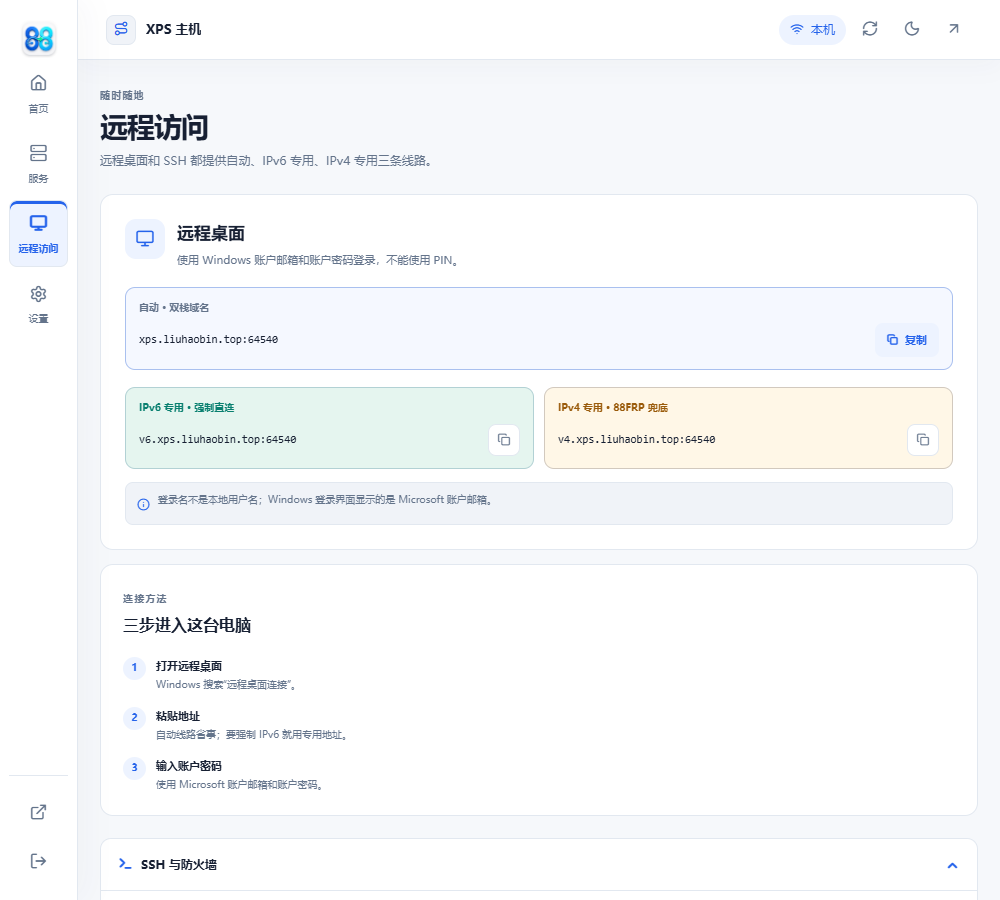 88
XPS 主机
本机
首页
服务
远程访问
设置
随时随地
远程访问
远程桌面和 SSH 都提供自动、IPv6 专用、IPv4 专用三条线路。
远程桌面
使用 Windows 账户邮箱和账户密码登录，不能使用 PIN。
自动 • 双栈域名
xps.liuhaobin.top:64540
复制
IPv6 专用 • 强制直连
v6.xps.liuhaobin.top:64540
IPv4 专用 • 88FRP 兜底
v4.xps.liuhaobin.top:64540
登录名不是本地用户名；Windows 登录界面显示的是 Microsoft 账户邮箱。
连接方法
三步进入这台电脑
1 打开远程桌面
Windows 搜索“远程桌面连接”。
2 粘贴地址
自动线路省事；要强制 IPv6 就用专用地址。
3 输入账户密码
使用 Microsoft 账户邮箱和账户密码。
SSH 与防火墙